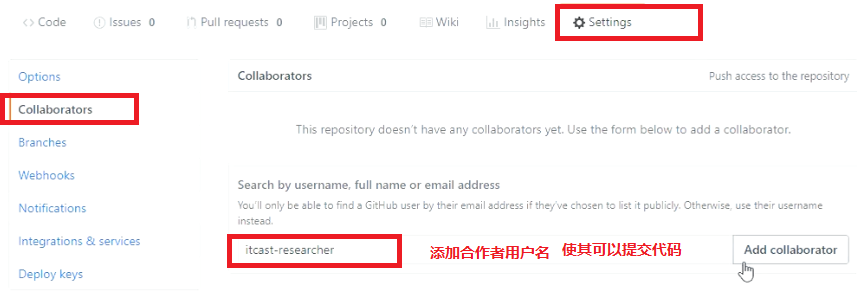 Code Issues 0 Pull requests 0 Projects 0 Wiki Insights Settings
Options
Collaborators
Branches
Webhooks
Notifications
Integrations & services
Deploy keys
Collaborators Push access to the repository
This repository doesn't have any collaborators yet. Use the form below to add a collaborator.
Search by username, full name or email address
You'll only be able to find a GitHub user by their email address if they've chosen to list it publicly. Otherwise, use their username
instead.
itcast-researcher 添加合作者用户名 使其可以提交代码 Add collaborator